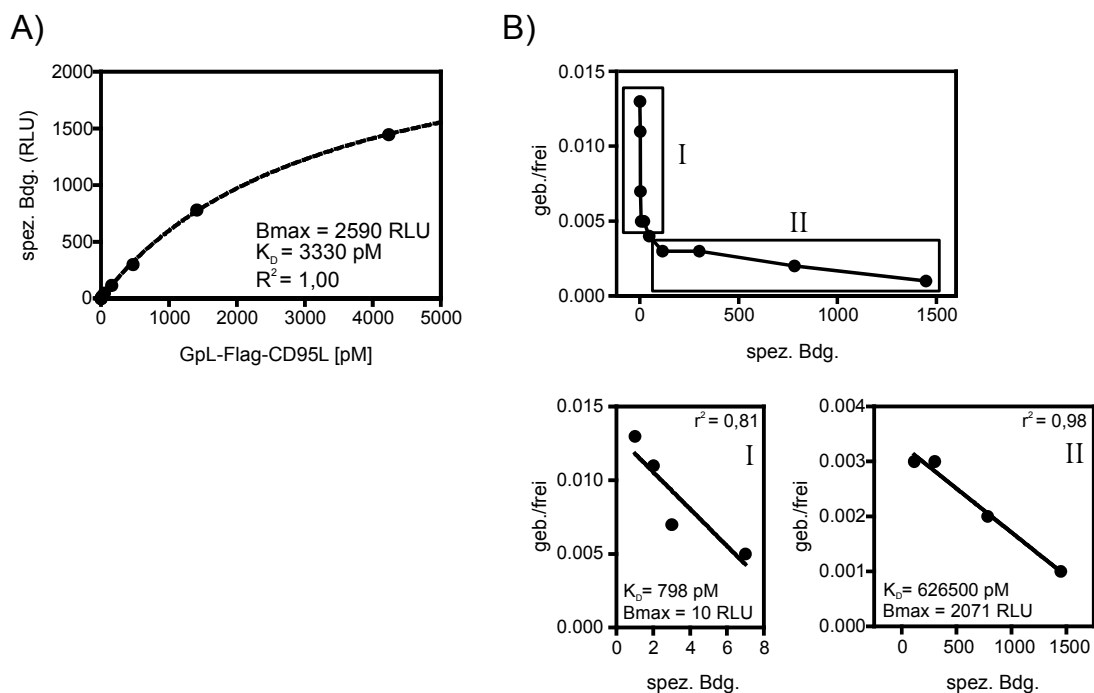 A)
2000
1500
1000
500
0
spez. Bdg. (RLU)
Bmax = 2590 RLU
K_D = 3330 pM
R² = 1,00
0 1000 2000 3000 4000 5000
GpL-Flag-CD95L [pM]
B)
0.015
0.010
0.005
0.000
geb./frei
I
II
0 500 1000 1500
spez. Bdg.
0.015
0.010
0.005
0.000
geb./frei
r² = 0,81
I
K_D = 798 pM
Bmax = 10 RLU
0 2 4 6 8
spez. Bdg.
0.004
0.003
0.002
0.001
0.000
geb./frei
r² = 0,98
II
K_D = 626500 pM
Bmax = 2071 RLU
0 500 1000 1500
spez. Bdg.